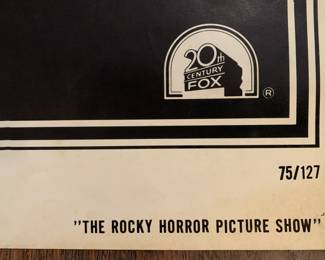 20th
CENTURY
FOX
®
75/127
"THE ROCKY HORROR PICTURE SHOW"